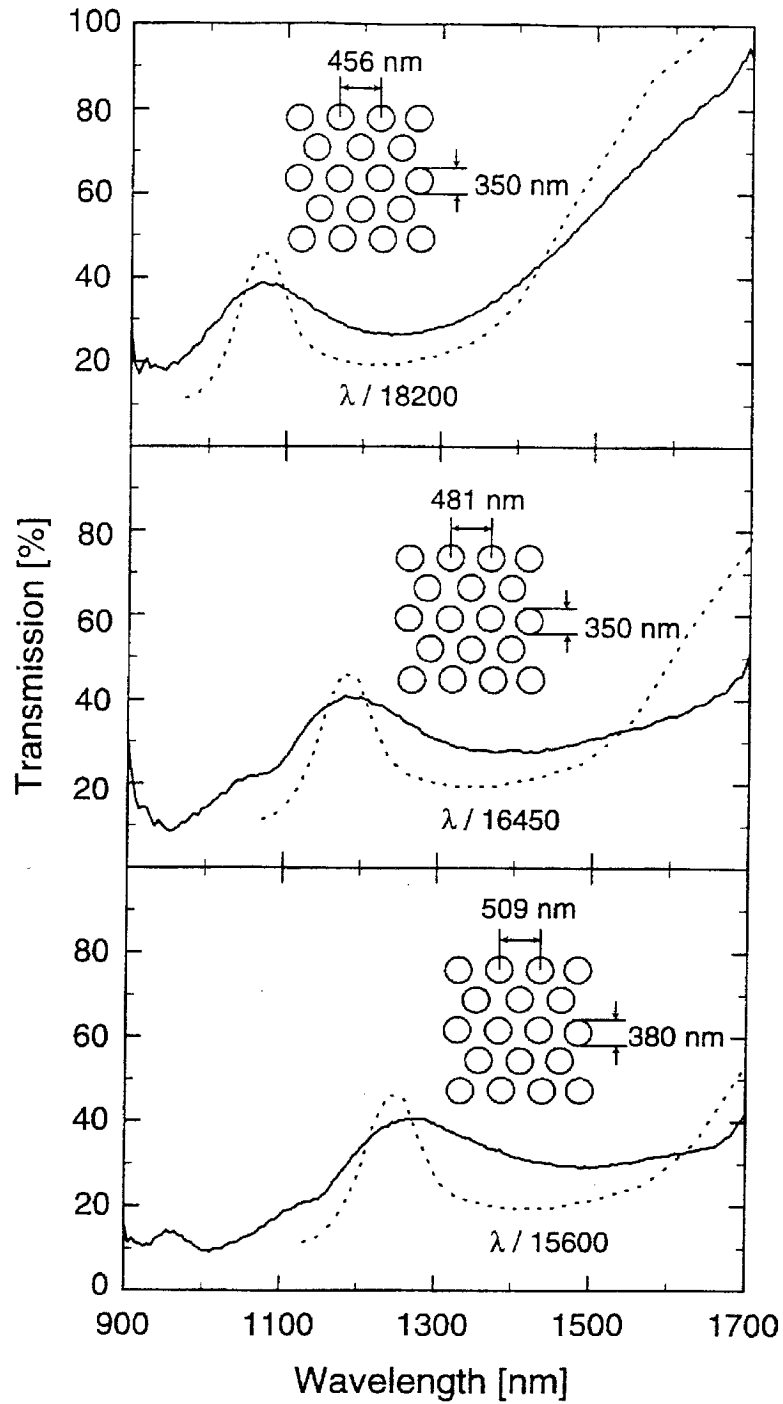 100
80
60
40
20
456 nm
350 nm
λ / 18200
Transmission [%]
80
60
40
20
481 nm
350 nm
λ / 16450
80
60
40
20
0
509 nm
380 nm
λ / 15600
900 1100 1300 1500 1700
Wavelength [nm]